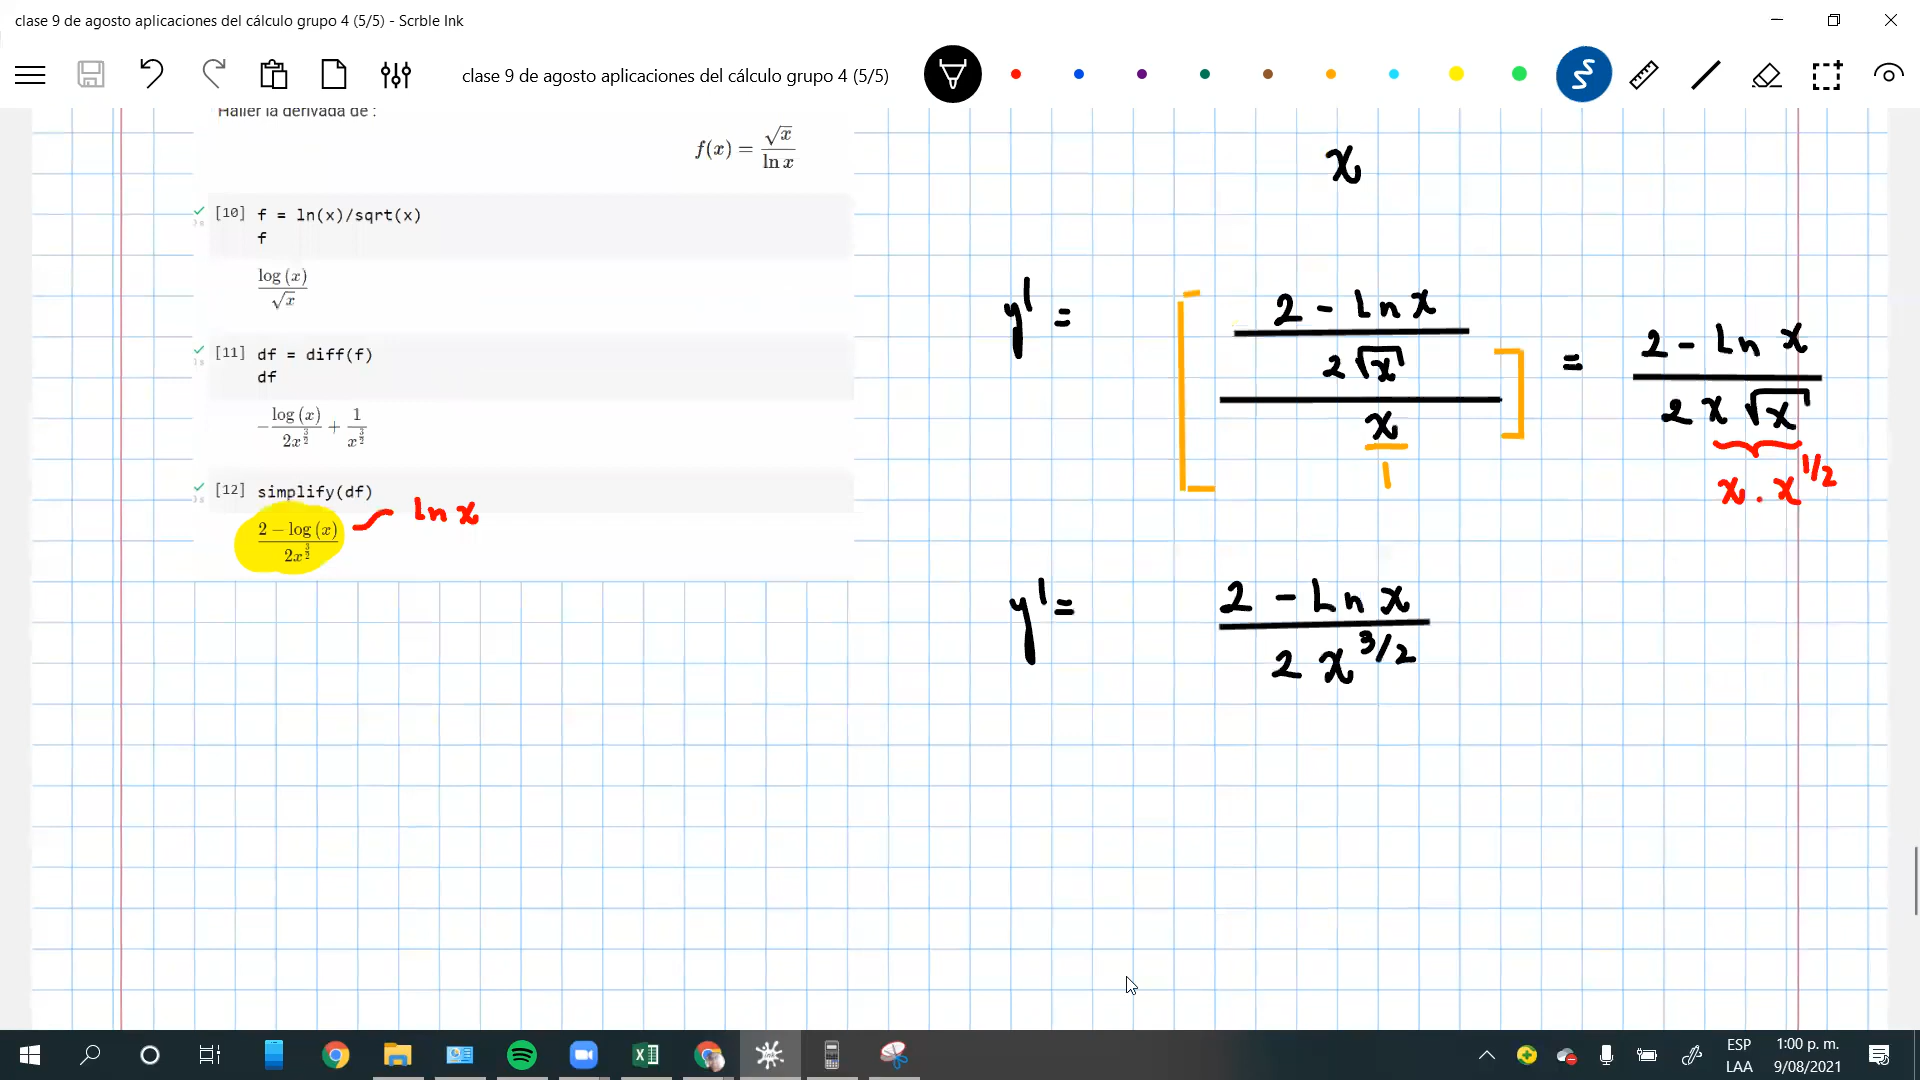 clase 9 de agosto aplicaciones del cálculo grupo 4 (5/5) - Scrble Ink
clase 9 de agosto aplicaciones del cálculo grupo 4 (5/5)
Haller la derivada de :
f(x) = √x / ln x
[10] f = ln(x)/sqrt(x)
f
log (x) / √x
[11] df = diff(f)
df
- log (x) / 2x^(3/2) + 1 / x^(3/2)
[12] simplify(df)
2 − log (x) / 2x^(3/2)
ln x
x
y' = [ (2 - Ln x / 2√x) / (x / 1) ] = 2 - Ln x / 2x√x
x . x^1/2
y' = 2 - Ln x / 2 x^3/2
ESP
LAA
1:00 p. m.
9/08/2021